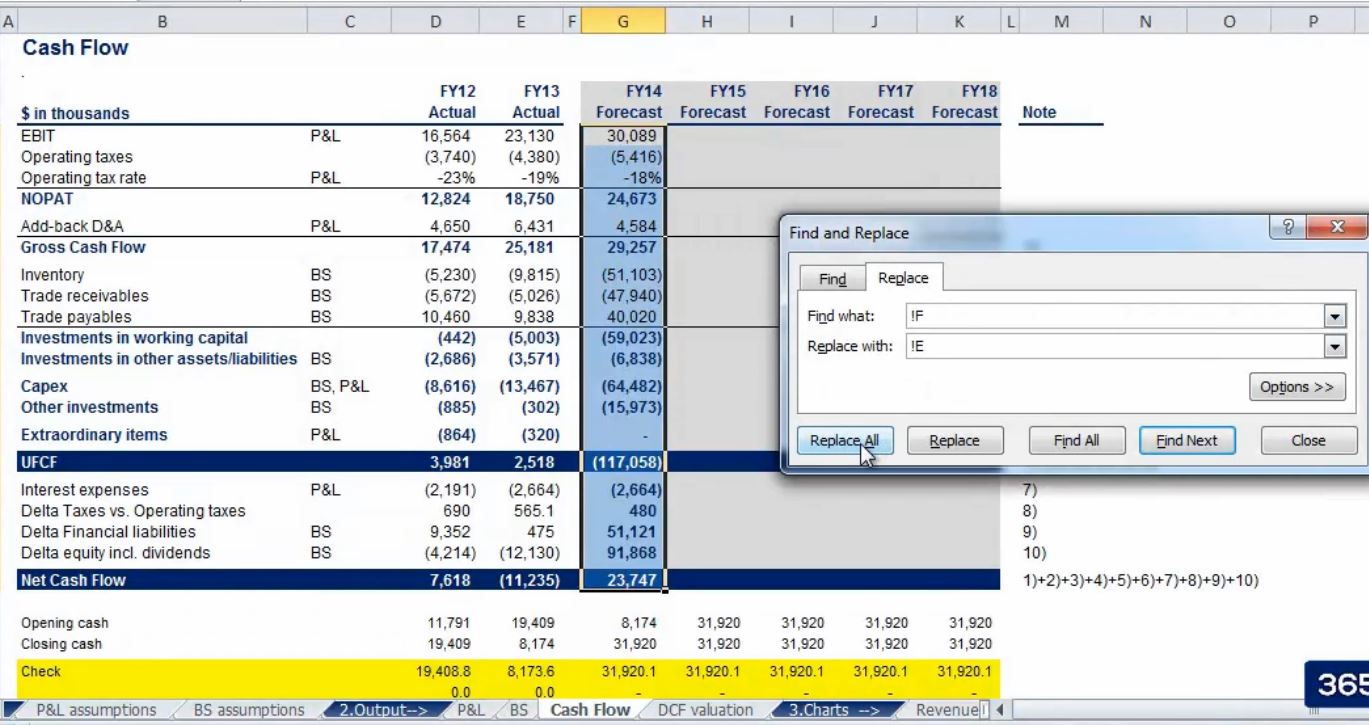 A B C D E F G H I J K L M N O P
Cash Flow
.
FY12 FY13 FY14 FY15 FY16 FY17 FY18
$ in thousands Actual Actual Forecast Forecast Forecast Forecast Forecast Note
EBIT P&L 16,564 23,130 30,089
Operating taxes (3,740) (4,380) (5,416)
Operating tax rate P&L -23% -19% -18%
NOPAT 12,824 18,750 24,673
Add-back D&A P&L 4,650 6,431 4,584
Gross Cash Flow 17,474 25,181 29,257
Inventory BS (5,230) (9,815) (51,103)
Trade receivables BS (5,672) (5,026) (47,940)
Trade payables BS 10,460 9,838 40,020
Investments in working capital (442) (5,003) (59,023)
Investments in other assets/liabilities BS (2,686) (3,571) (6,838)
Capex BS, P&L (8,616) (13,467) (64,482)
Other investments BS (885) (302) (15,973)
Extraordinary items P&L (864) (320) -
UFCF 3,981 2,518 (117,058)
Interest expenses P&L (2,191) (2,664) (2,664) 7)
Delta Taxes vs. Operating taxes 690 565.1 480 8)
Delta Financial liabilities BS 9,352 475 51,121 9)
Delta equity incl. dividends BS (4,214) (12,130) 91,868 10)
Net Cash Flow 7,618 (11,235) 23,747 1)+2)+3)+4)+5)+6)+7)+8)+9)+10)
Opening cash 11,791 19,409 8,174 31,920 31,920 31,920 31,920
Closing cash 19,409 8,174 31,920 31,920 31,920 31,920 31,920
Check 19,408.8 8,173.6 31,920.1 31,920.1 31,920.1 31,920.1 31,920.1
0.0 0.0 - - - - -
Find and Replace ? X
Find Replace
Find what: !F
Replace with: !E
Options >>
Replace All Replace Find All Find Next Close
365
P&L assumptions BS assumptions 2.Output--> P&L BS Cash Flow DCF valuation 3.Charts --> Revenue